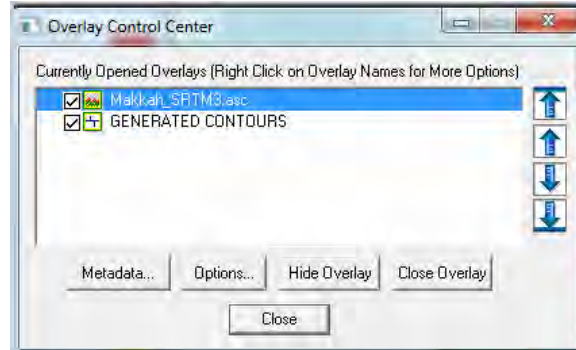 Overlay Control Center
Currently Opened Overlays (Right Click on Overlay Names for More Options)
Makkah_SRTM3.asc
GENERATED CONTOURS
Metadata... Options... Hide Overlay Close Overlay
Close